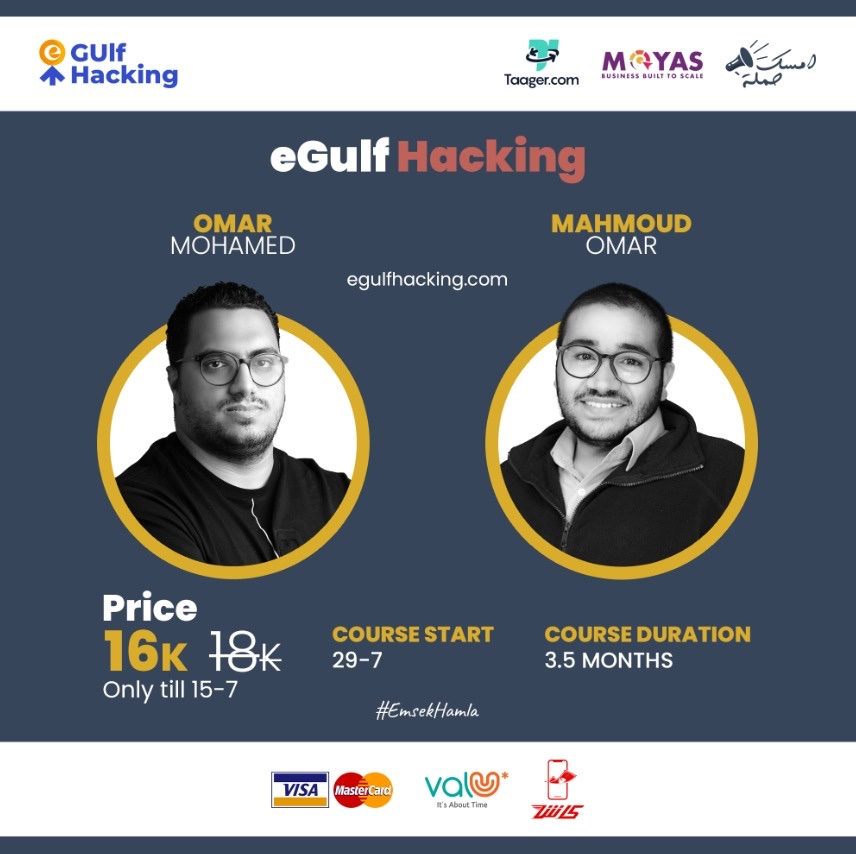 e GUlf
Hacking
Taager.com
MOYAS
BUSINESS BUILT TO SCALE
امسك
حملة
eGulf Hacking
OMAR
MOHAMED
MAHMOUD
OMAR
egulfhacking.com
Price
16K 18K
Only till 15-7
COURSE START
29-7
COURSE DURATION
3.5 MONTHS
#EmsekHamla
VISA
MasterCard
valU*
It's About Time
كاش